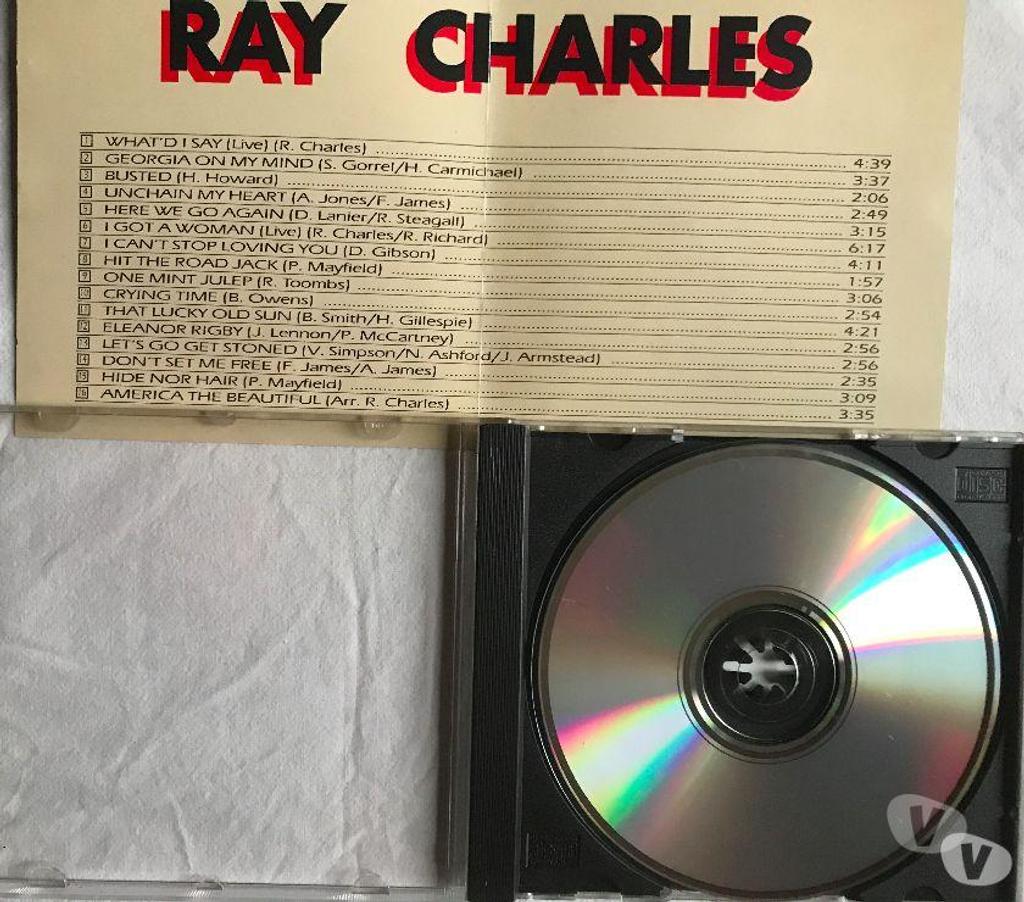 RAY CHARLES
1 WHAT'D I SAY (Live) (R. Charles) 4:39
2 GEORGIA ON MY MIND (S. Gorrel/H. Carmichael) 3:37
3 BUSTED (H. Howard) 2:06
4 UNCHAIN MY HEART (A. Jones/F. James) 2:49
5 HERE WE GO AGAIN (D. Lanier/R. Steagall) 3:15
6 I GOT A WOMAN (Live) (R. Charles/R. Richard) 6:17
7 I CAN'T STOP LOVING YOU (D. Gibson) 4:11
8 HIT THE ROAD JACK (P. Mayfield) 1:57
9 ONE MINT JULEP (R. Toombs) 3:06
10 CRYING TIME (B. Owens) 2:54
11 THAT LUCKY OLD SUN (B. Smith/H. Gillespie) 4:21
12 ELEANOR RIGBY (J. Lennon/P. McCartney) 2:56
13 LET'S GO GET STONED (V. Simpson/N. Ashford/J. Armstead) 2:56
14 DON'T SET ME FREE (F. James/A. James) 2:35
15 HIDE NOR HAIR (P. Mayfield) 3:09
16 AMERICA THE BEAUTIFUL (Arr. R. Charles) 3:35
disc
V V